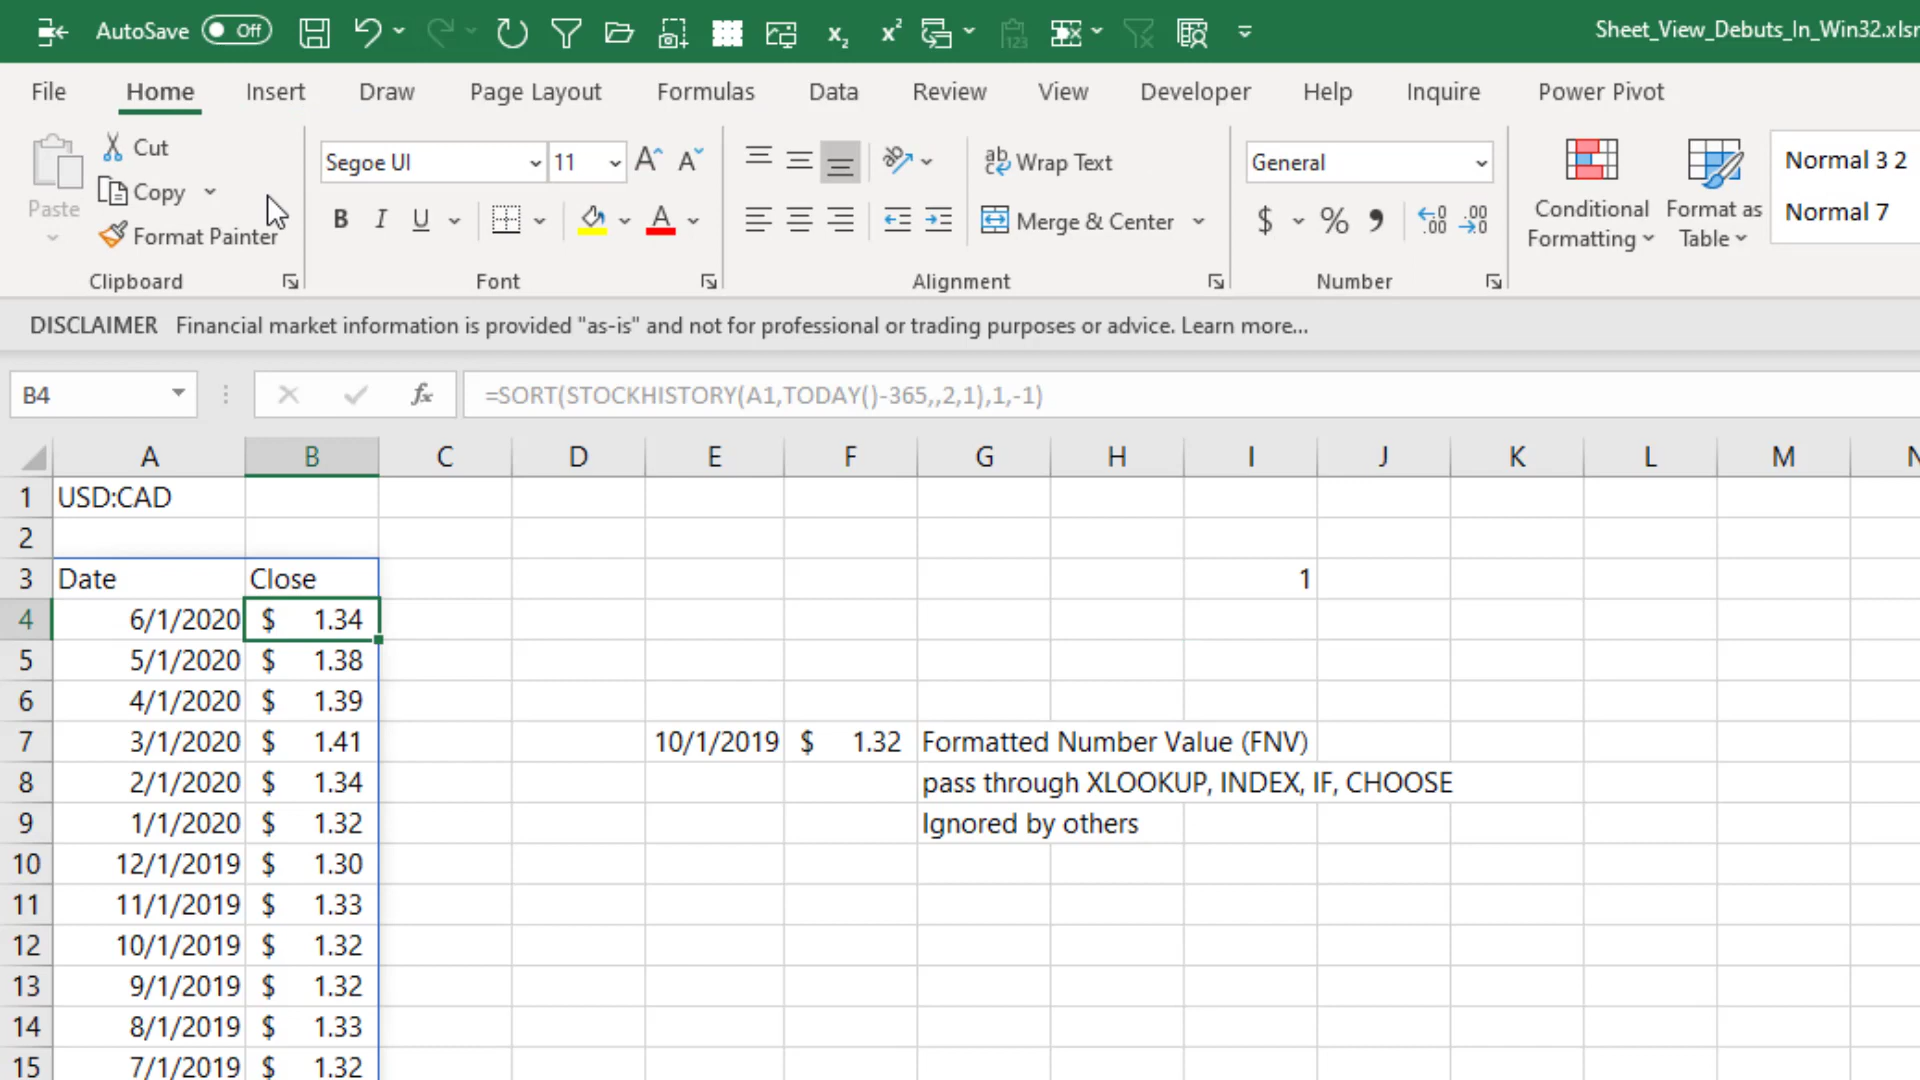 AutoSave Off Sheet_View_Debuts_In_Win32.xlsr
File Home Insert Draw Page Layout Formulas Data Review View Developer Help Inquire Power Pivot
Paste
Cut
Copy
Format Painter
Clipboard
Segoe UI 11
B I U A
Font
Wrap Text
Merge & Center
Alignment
General
$ % , .00 .00
Number
Conditional Formatting
Format as Table
Normal 3 2
Normal 7
DISCLAIMER Financial market information is provided "as-is" and not for professional or trading purposes or advice. Learn more...
B4 fx =SORT(STOCKHISTORY(A1,TODAY()-365,,2,1),1,-1)
A B C D E F G H I J K L M N
1 USD:CAD
2
3 Date Close 1
4 6/1/2020 $ 1.34
5 5/1/2020 $ 1.38
6 4/1/2020 $ 1.39
7 3/1/2020 $ 1.41 10/1/2019 $ 1.32 Formatted Number Value (FNV)
8 2/1/2020 $ 1.34 pass through XLOOKUP, INDEX, IF, CHOOSE
9 1/1/2020 $ 1.32 Ignored by others
10 12/1/2019 $ 1.30
11 11/1/2019 $ 1.33
12 10/1/2019 $ 1.32
13 9/1/2019 $ 1.32
14 8/1/2019 $ 1.33
15 7/1/2019 $ 1.32